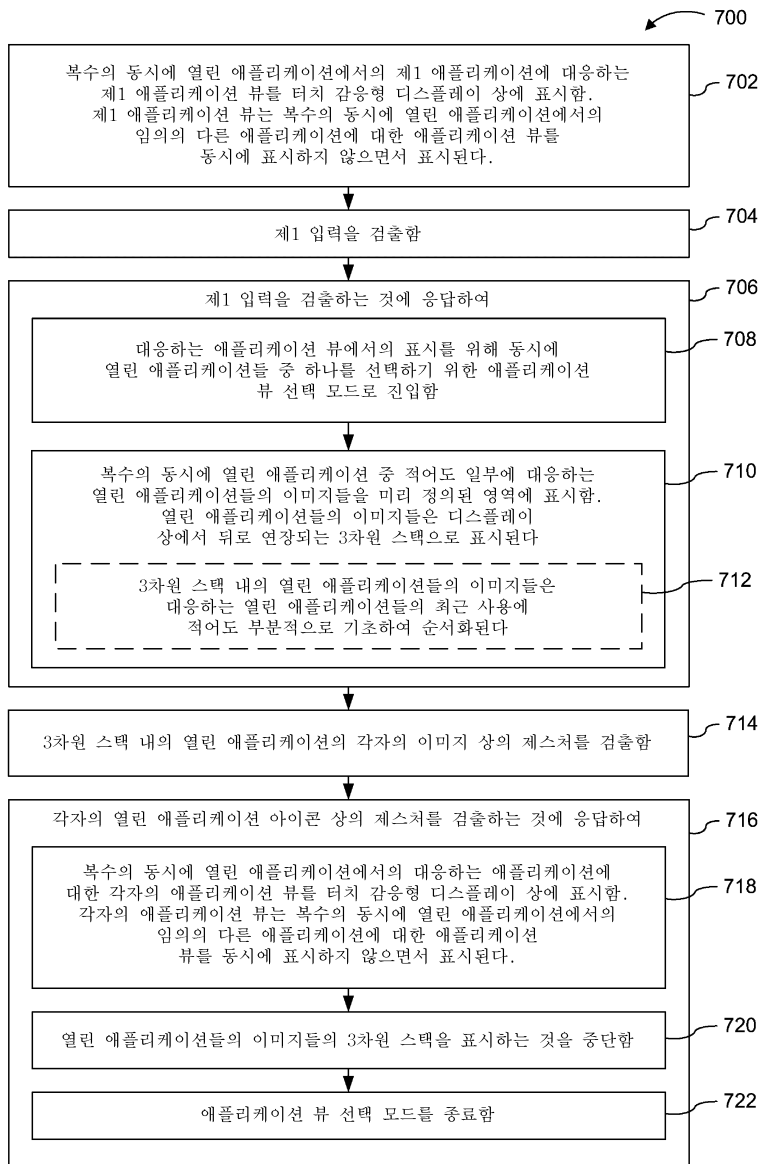 700
복수의 동시에 열린 애플리케이션에서의 제1 애플리케이션에 대응하는
제1 애플리케이션 뷰를 터치 감응형 디스플레이 상에 표시함.
제1 애플리케이션 뷰는 복수의 동시에 열린 애플리케이션에서의
임의의 다른 애플리케이션에 대한 애플리케이션 뷰를
동시에 표시하지 않으면서 표시된다.
702
제1 입력을 검출함
704
제1 입력을 검출하는 것에 응답하여
706
대응하는 애플리케이션 뷰에서의 표시를 위해 동시에
열린 애플리케이션들 중 하나를 선택하기 위한 애플리케이션
뷰 선택 모드로 진입함
708
복수의 동시에 열린 애플리케이션 중 적어도 일부에 대응하는
열린 애플리케이션들의 이미지들을 미리 정의된 영역에 표시함.
열린 애플리케이션들의 이미지들은 디스플레이
상에서 뒤로 연장되는 3차원 스택으로 표시된다
710
3차원 스택 내의 열린 애플리케이션들의 이미지들은
대응하는 열린 애플리케이션들의 최근 사용에
적어도 부분적으로 기초하여 순서화된다
712
3차원 스택 내의 열린 애플리케이션의 각자의 이미지 상의 제스처를 검출함
714
각자의 열린 애플리케이션 아이콘 상의 제스처를 검출하는 것에 응답하여
716
복수의 동시에 열린 애플리케이션에서의 대응하는 애플리케이션에
대한 각자의 애플리케이션 뷰를 터치 감응형 디스플레이 상에 표시함.
각자의 애플리케이션 뷰는 복수의 동시에 열린 애플리케이션에서의
임의의 다른 애플리케이션에 대한 애플리케이션
뷰를 동시에 표시하지 않으면서 표시된다.
718
열린 애플리케이션들의 이미지들의 3차원 스택을 표시하는 것을 중단함
720
애플리케이션 뷰 선택 모드를 종료함
722